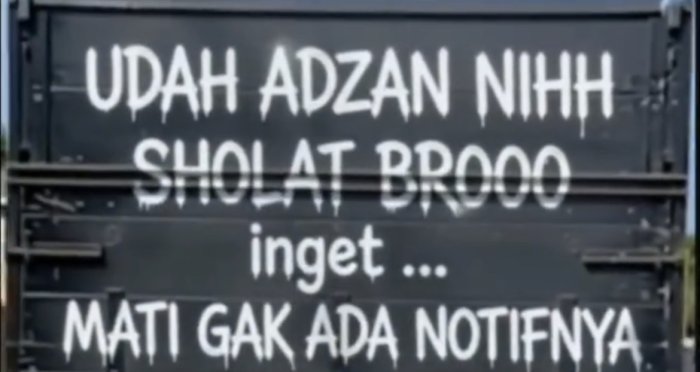 UDAH ADZAN NIHH
SHOLAT BROOO
inget ...
MATI GAK ADA NOTIFNYA